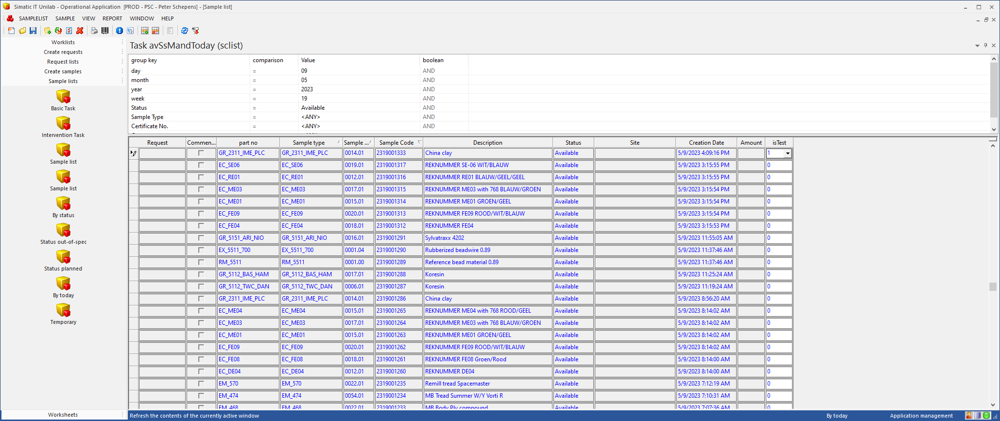 Simatic IT Unilab - Operational Application  [PROD - PSC - Peter Schepens] - [Sample list]
SAMPLELIST SAMPLE VIEW REPORT WINDOW HELP
Worklists
Create requests
Request lists
Create samples
Sample lists
Basic Task
Intervention Task
Sample list
Sample list
By status
Status out-of-spec
Status planned
By today
Temporary
Worksheets
Task avSsMandToday (sclist)
group key comparison Value boolean
day = 09 AND
month = 05 AND
year = 2023 AND
week = 19 AND
Status = Available AND
Sample Type = <ANY> AND
Certificate No. = <ANY> AND
Request Commen... part no Sample type Sample ... Sample Code Description Status Site Creation Date Amount isTest
GR_2311_IME_PLC GR_2311_IME_PLC 0014.01 2319001333 China clay Available 5/9/2023 4:09:16 PM 1
EC_SE06 EC_SE06 0019.01 2319001317 REKNUMMER SE-06 WIT/BLAUW Available 5/9/2023 3:15:55 PM 0
EC_RE01 EC_RE01 0012.01 2319001316 REKNUMMER RE01 BLAUW/GEEL/GEEL Available 5/9/2023 3:15:55 PM 0
EC_ME03 EC_ME03 0017.01 2319001315 REKNUMMER ME03 with 768 BLAUW/GROEN Available 5/9/2023 3:15:54 PM 0
EC_ME01 EC_ME01 0015.01 2319001314 REKNUMMER ME01 GROEN/GEEL Available 5/9/2023 3:15:54 PM 0
EC_FE09 EC_FE09 0020.01 2319001313 REKNUMMER FE09 ROOD/WIT/BLAUW Available 5/9/2023 3:15:54 PM 0
EC_FE04 EC_FE04 0018.01 2319001312 REKNUMMER FE04 Available 5/9/2023 3:15:53 PM 0
GR_5151_ARI_NIO GR_5151_ARI_NIO 0016.01 2319001291 Sylvatraxx 4202 Available 5/9/2023 11:55:05 AM 0
EX_5511_700 EX_5511_700 0001.04 2319001290 Rubberized beadwire 0.89 Available 5/9/2023 11:37:46 AM 0
RM_5511 RM_5511 0001.00 2319001289 Reference bead material 0.89 Available 5/9/2023 11:37:46 AM 0
GR_5112_BAS_HAM GR_5112_BAS_HAM 0017.01 2319001288 Koresin Available 5/9/2023 11:25:24 AM 0
GR_5112_TWC_DAN GR_5112_TWC_DAN 0006.01 2319001287 Koresin Available 5/9/2023 11:19:24 AM 0
GR_2311_IME_PLC GR_2311_IME_PLC 0014.01 2319001286 China clay Available 5/9/2023 8:56:20 AM 0
EC_ME04 EC_ME04 0015.01 2319001265 REKNUMMER ME04 with 768 ROOD/GEEL Available 5/9/2023 8:14:02 AM 0
EC_ME03 EC_ME03 0017.01 2319001264 REKNUMMER ME03 with 768 BLAUW/GROEN Available 5/9/2023 8:14:02 AM 0
EC_ME01 EC_ME01 0015.01 2319001263 REKNUMMER ME01 GROEN/GEEL Available 5/9/2023 8:14:02 AM 0
EC_FE09 EC_FE09 0020.01 2319001262 REKNUMMER FE09 ROOD/WIT/BLAUW Available 5/9/2023 8:14:02 AM 0
EC_FE08 EC_FE08 0018.01 2319001261 REKNUMMER FE08 Groen/Rood Available 5/9/2023 8:14:00 AM 0
EC_DE04 EC_DE04 0012.01 2319001260 REKNUMMER DE04 Available 5/9/2023 8:14:00 AM 0
EM_570 EM_570 0022.01 2319001235 Remill tread Spacemaster Available 5/9/2023 7:12:19 AM 0
EM_474 EM_474 0054.01 2319001234 MB Tread Summer W/Y Vorti R Available 5/9/2023 7:10:31 AM 0
EM_468 EM_468 0022.01 2319001233 MB Body Ply compound Available 5/9/2023 7:07:36 AM 0
Refresh the contents of the currently active window By today Application management